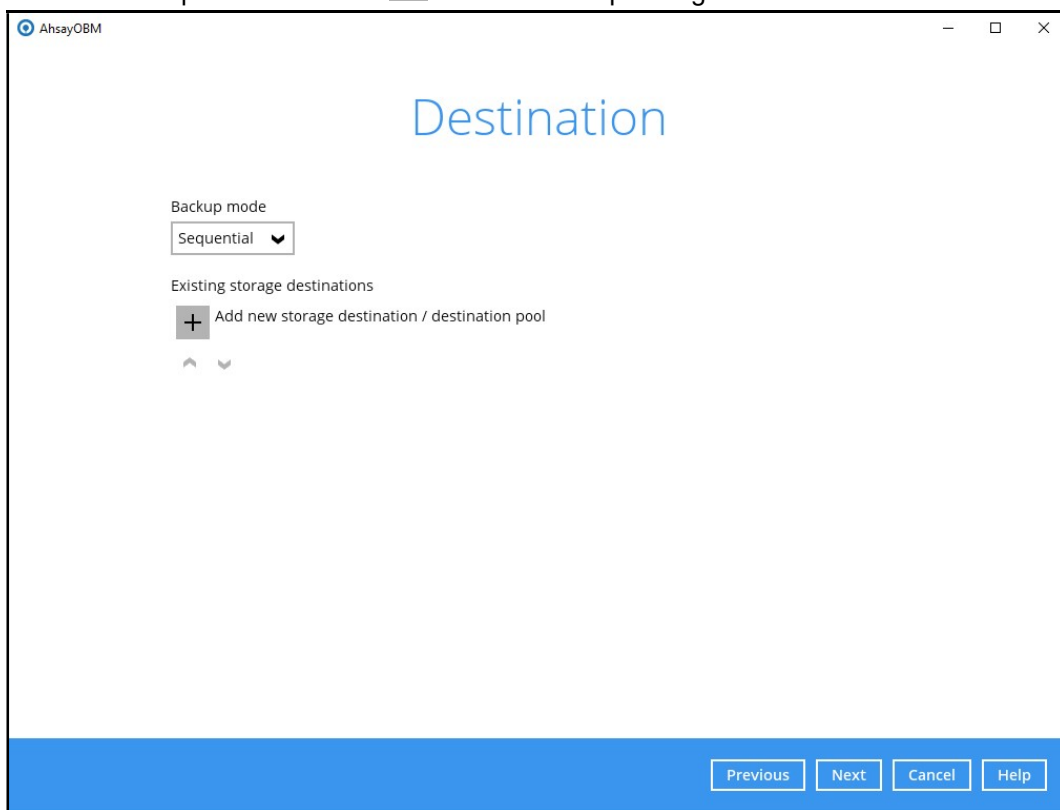 AhsayOBM
Destination
Backup mode
Sequential
Existing storage destinations
Add new storage destination / destination pool
Previous Next Cancel Help